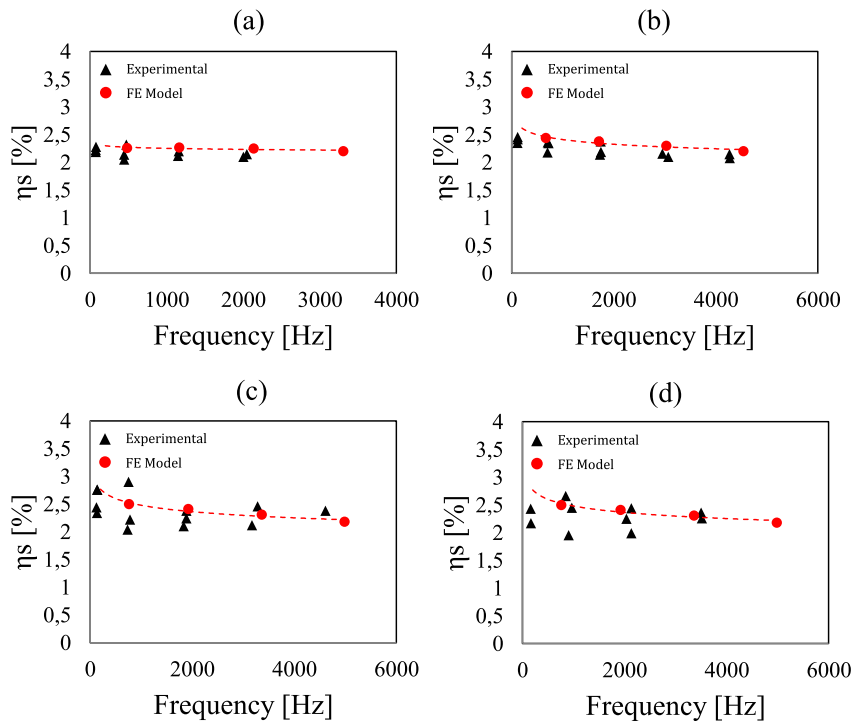 (a)
4
3,5
3
2,5
2
1,5
1
0,5
0
ηs [%]
Experimental
FE Model
0 1000 2000 3000 4000
Frequency [Hz]
(b)
4
3,5
3
2,5
2
1,5
1
0,5
0
ηs [%]
Experimental
FE Model
0 2000 4000 6000
Frequency [Hz]
(c)
4
3,5
3
2,5
2
1,5
1
0,5
0
ηs [%]
Experimental
FE Model
0 2000 4000 6000
Frequency [Hz]
(d)
4
3,5
3
2,5
2
1,5
1
0,5
0
ηs [%]
Experimental
FE Model
0 2000 4000 6000
Frequency [Hz]